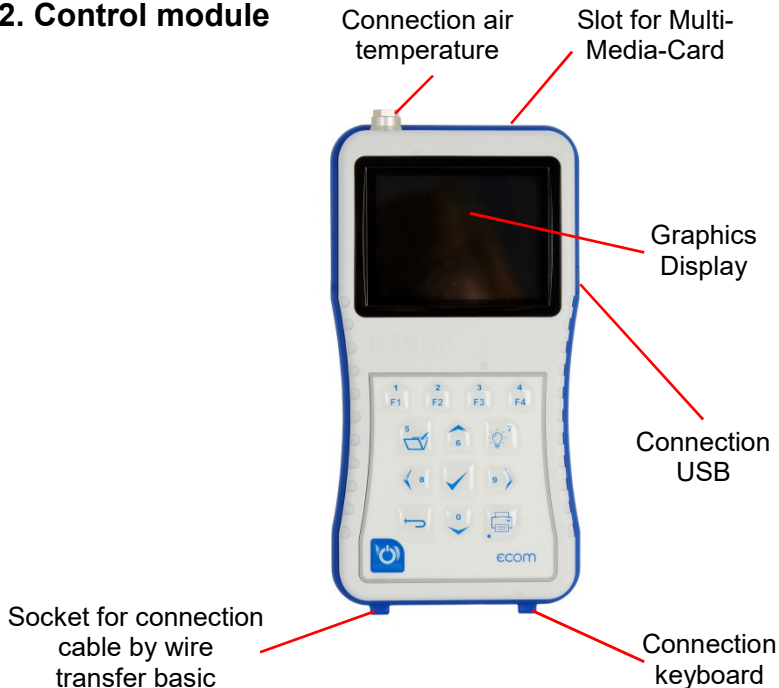 2. Control module
Connection air
temperature
Slot for Multi-
Media-Card
Graphics
Display
ecom
1
F1
2
F2
3
F3
4
F4
5
6
7
8
9
0
ecom
Connection
USB
Socket for connection
cable by wire
transfer basic
Connection
keyboard